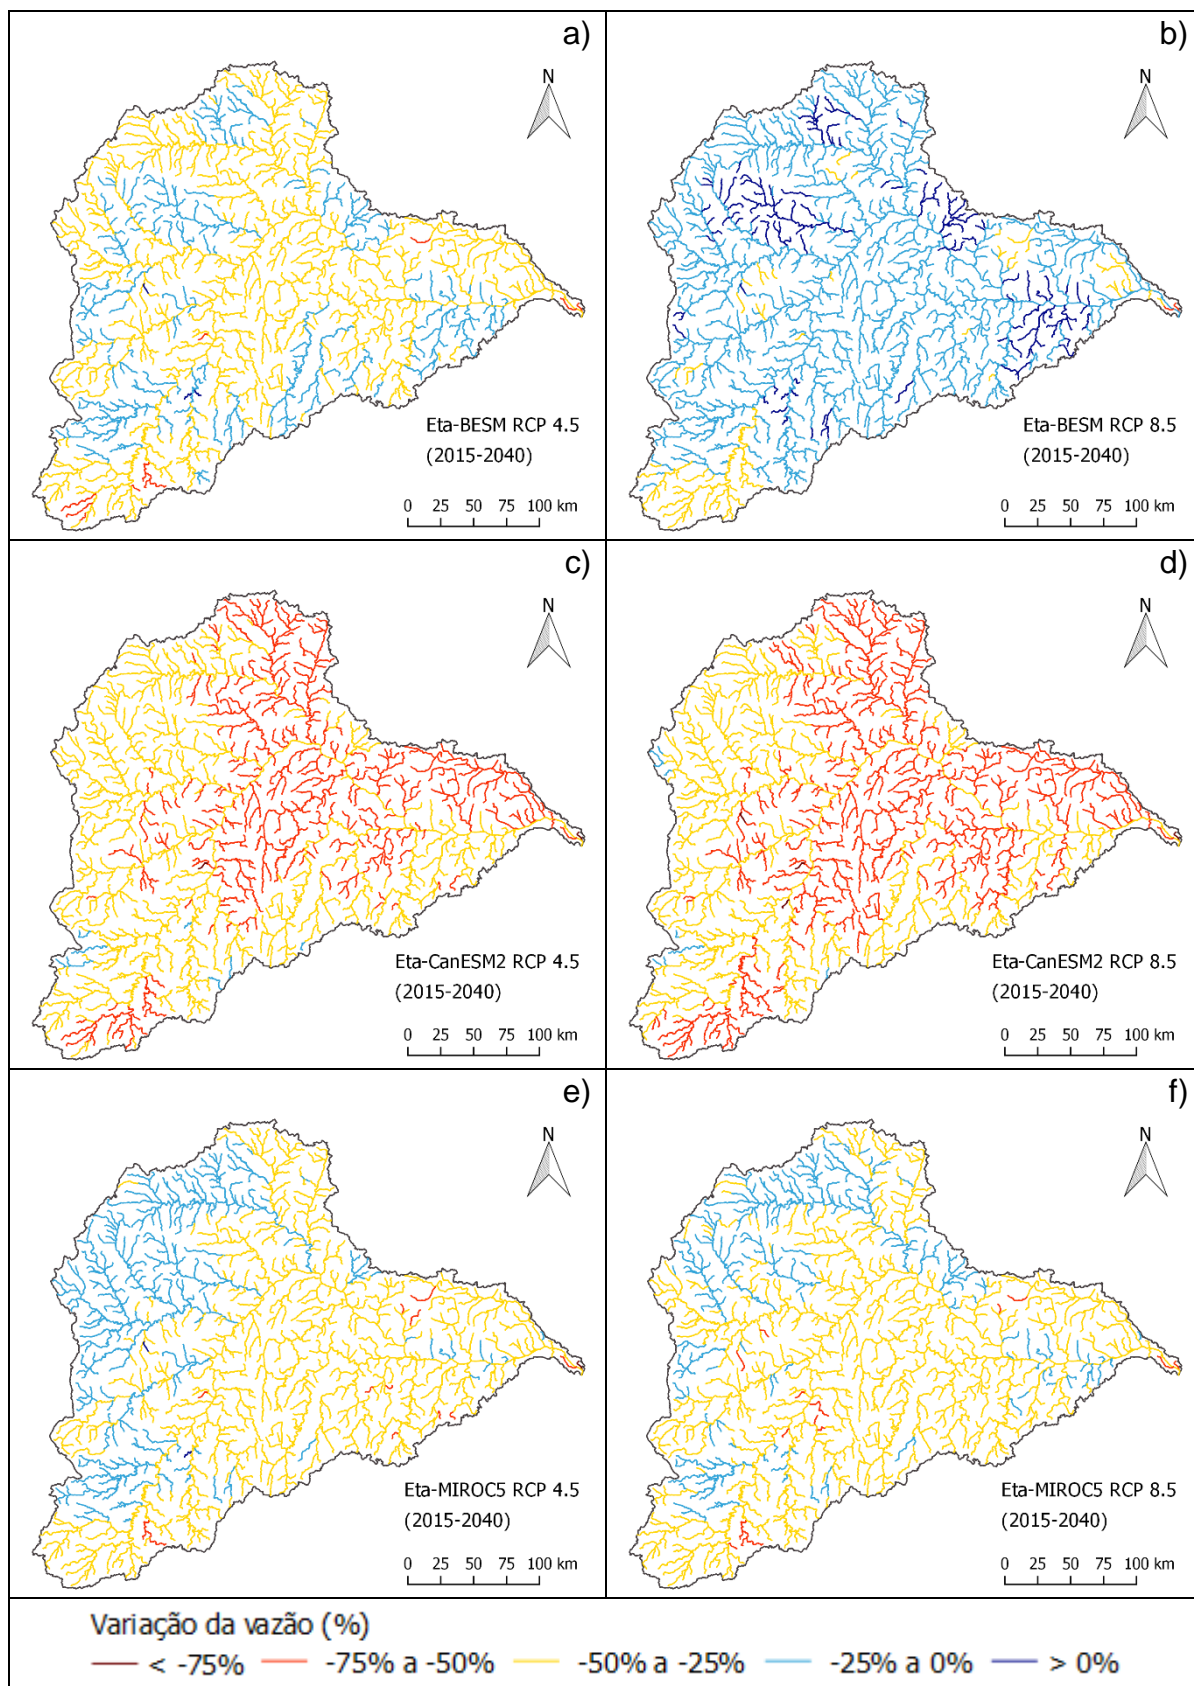 a)
N
Eta-BESM RCP 4.5
(2015-2040)
0 25 50 75 100 km
b)
N
Eta-BESM RCP 8.5
(2015-2040)
0 25 50 75 100 km
c)
N
Eta-CanESM2 RCP 4.5
(2015-2040)
0 25 50 75 100 km
d)
N
Eta-CanESM2 RCP 8.5
(2015-2040)
0 25 50 75 100 km
e)
N
Eta-MIROC5 RCP 4.5
(2015-2040)
0 25 50 75 100 km
f)
N
Eta-MIROC5 RCP 8.5
(2015-2040)
0 25 50 75 100 km
Variação da vazão (%)
< -75% -75% a -50% -50% a -25% -25% a 0% > 0%